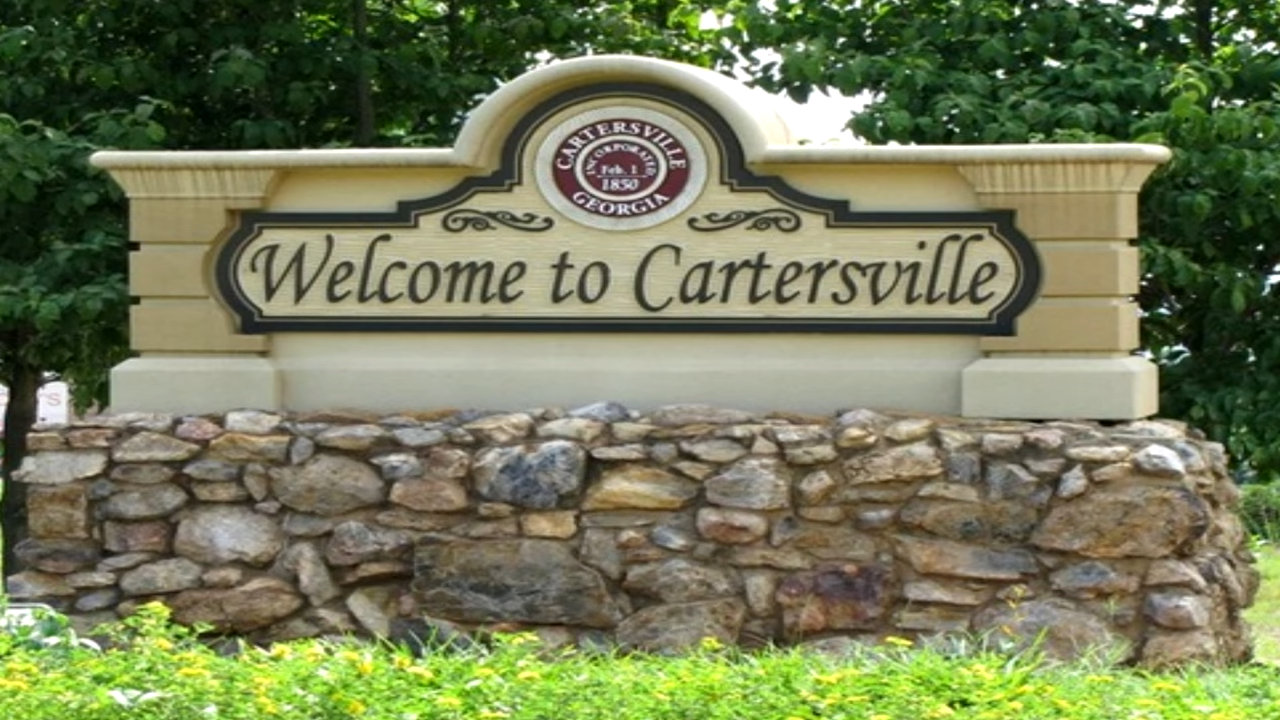 CARTERSVILLE
INCORPORATED
Feb. 1
1850
GEORGIA
Welcome to Cartersville